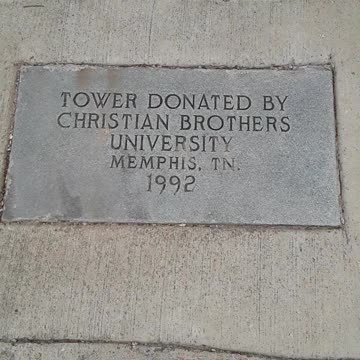 TOWER DONATED BY
CHRISTIAN BROTHERS
UNIVERSITY
MEMPHIS, TN.
1992